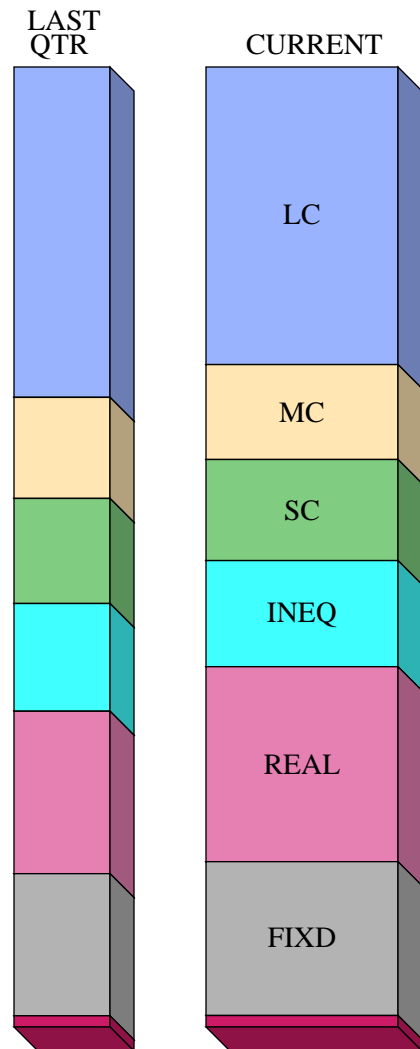 LAST
QTR
CURRENT
LC
MC
SC
INEQ
REAL
FIXD